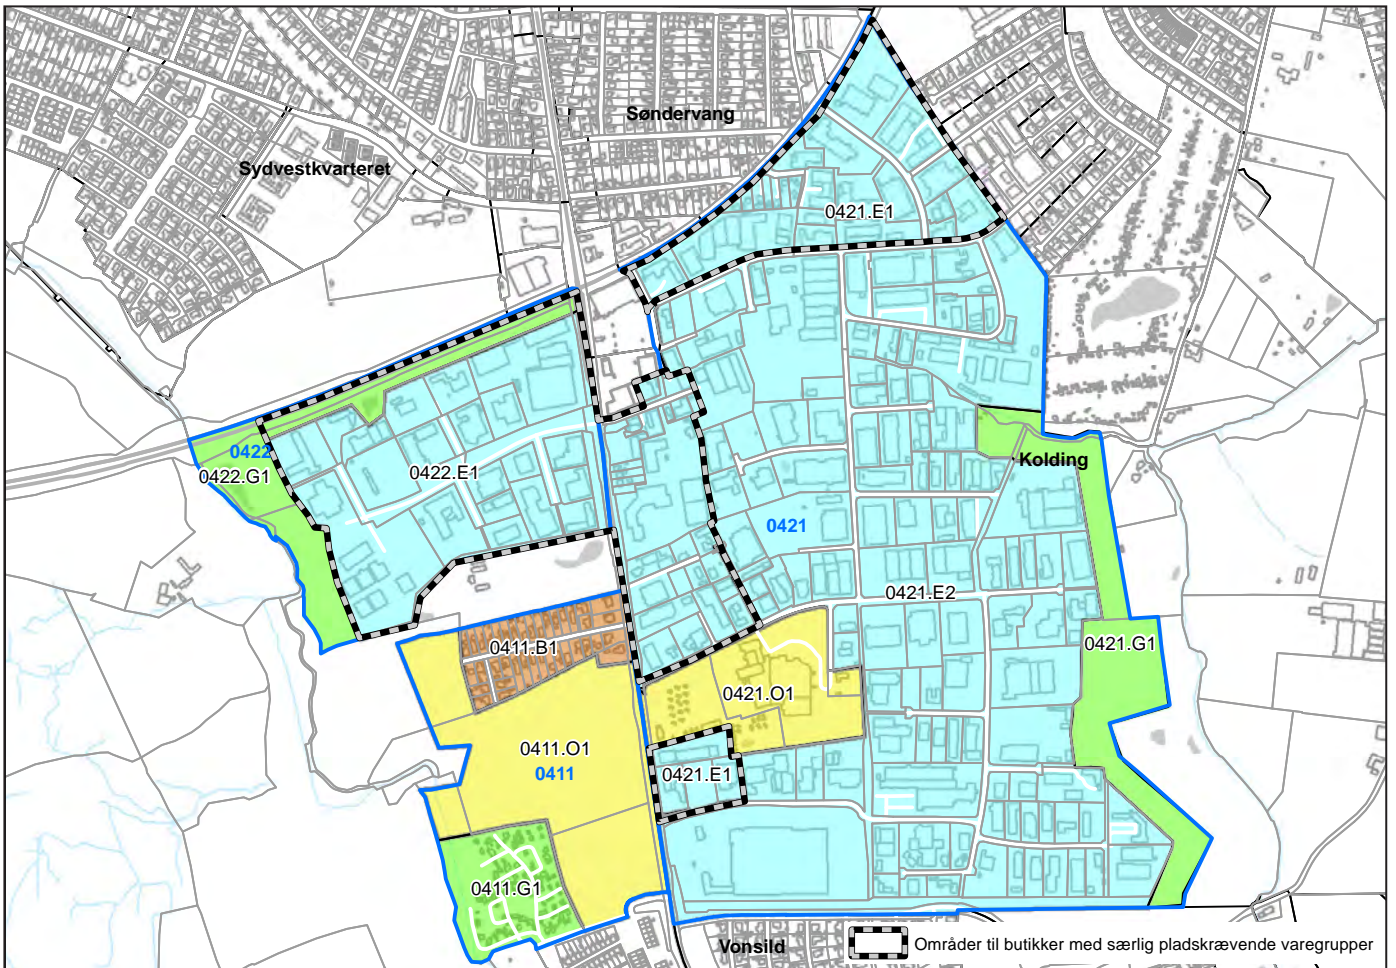 Søndervang
Sydvestkvarteret
0421.E1
0422
0422.G1
0422.E1
Kolding
0421
0421.E2
0411.B1
0421.G1
0421.O1
0411.O1
0411
0421.E1
0411.G1
Vonsild
Områder til butikker med særlig pladskrævende varegrupper